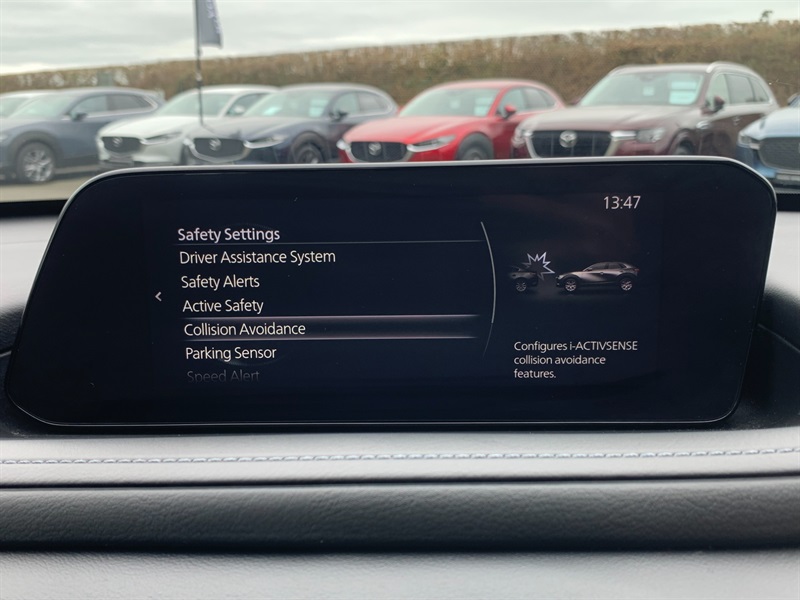 13:47
Safety Settings
Driver Assistance System
Safety Alerts
Active Safety
Collision Avoidance
Parking Sensor
Speed Alert
Configures i-ACTIVSENSE
collision avoidance
features.